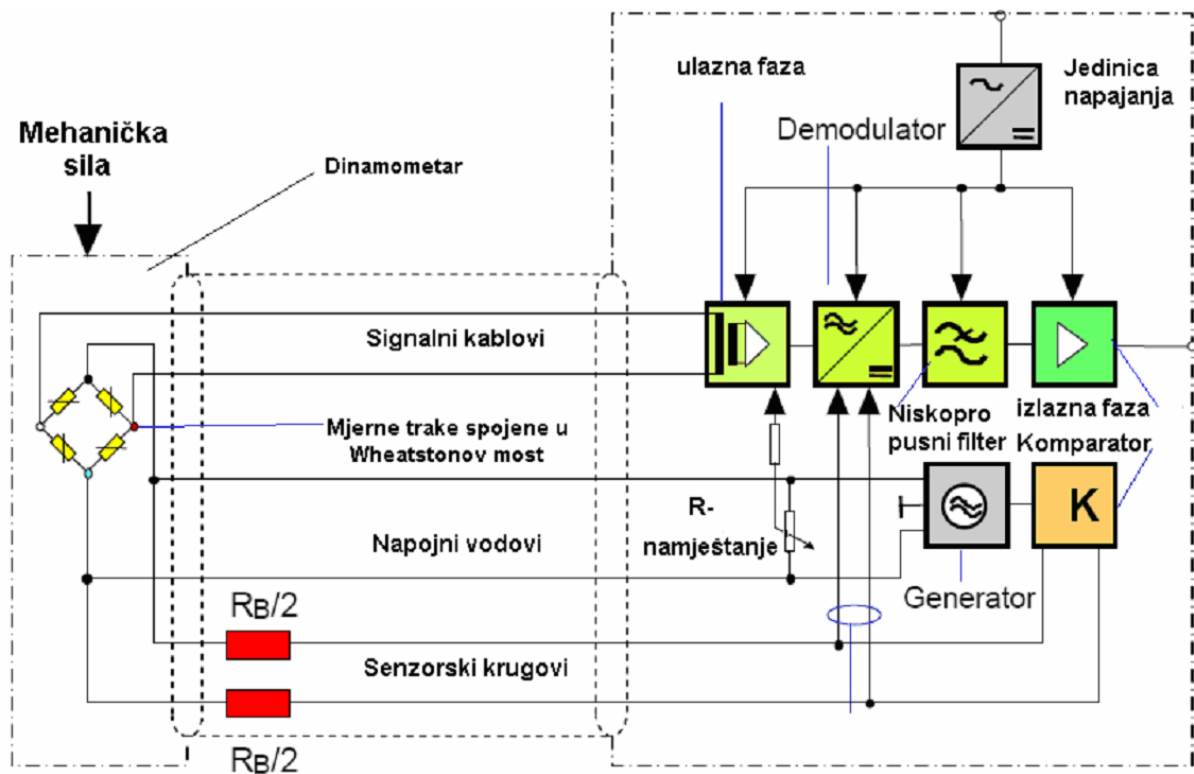 ulazna faza
Jedinica
napajanja
Demodulator
Mehanička
sila
Dinamometar
Signalni kablovi
Mjerne trake spojene u
Wheatstonov most
Niskopro
pusni filter
izlazna faza
Komparator
R-
namještanje
K
Napojni vodovi
Generator
RB/2
Senzorski krugovi
RB/2